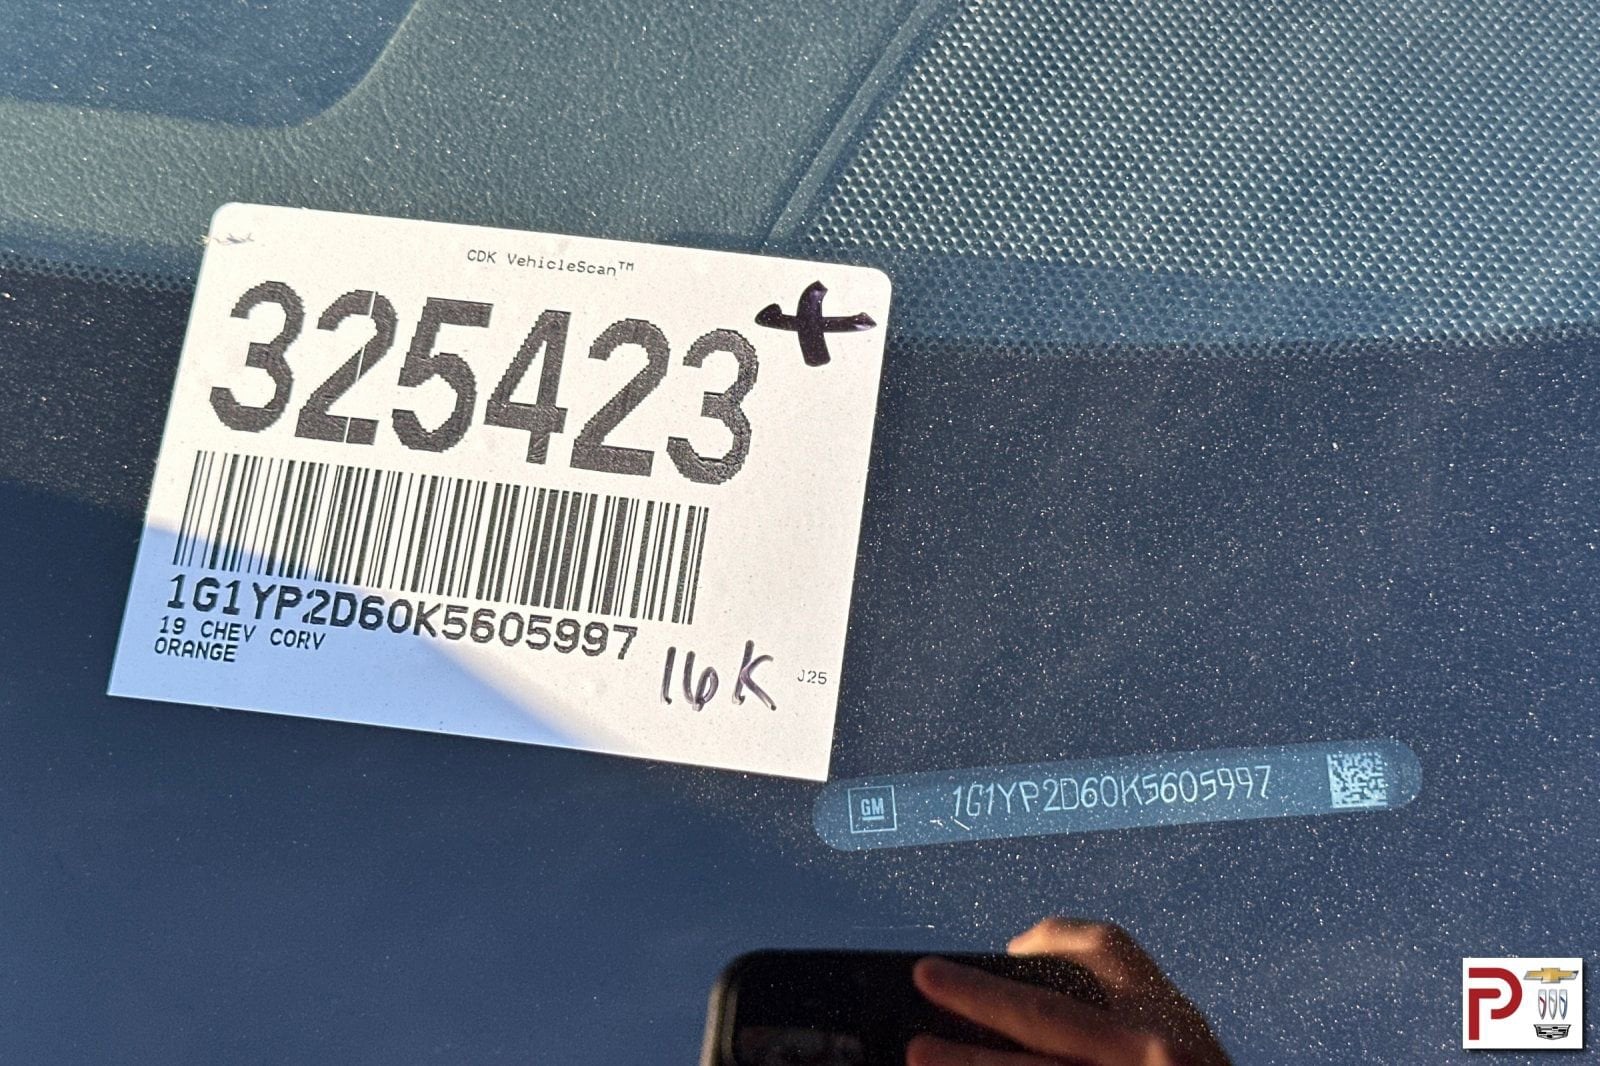 CDK VehicleScan™
325423
1G1YP2D60K5605997
19 CHEV CORV
ORANGE
16K
J25
GM
1G1YP2D60K5605997
P